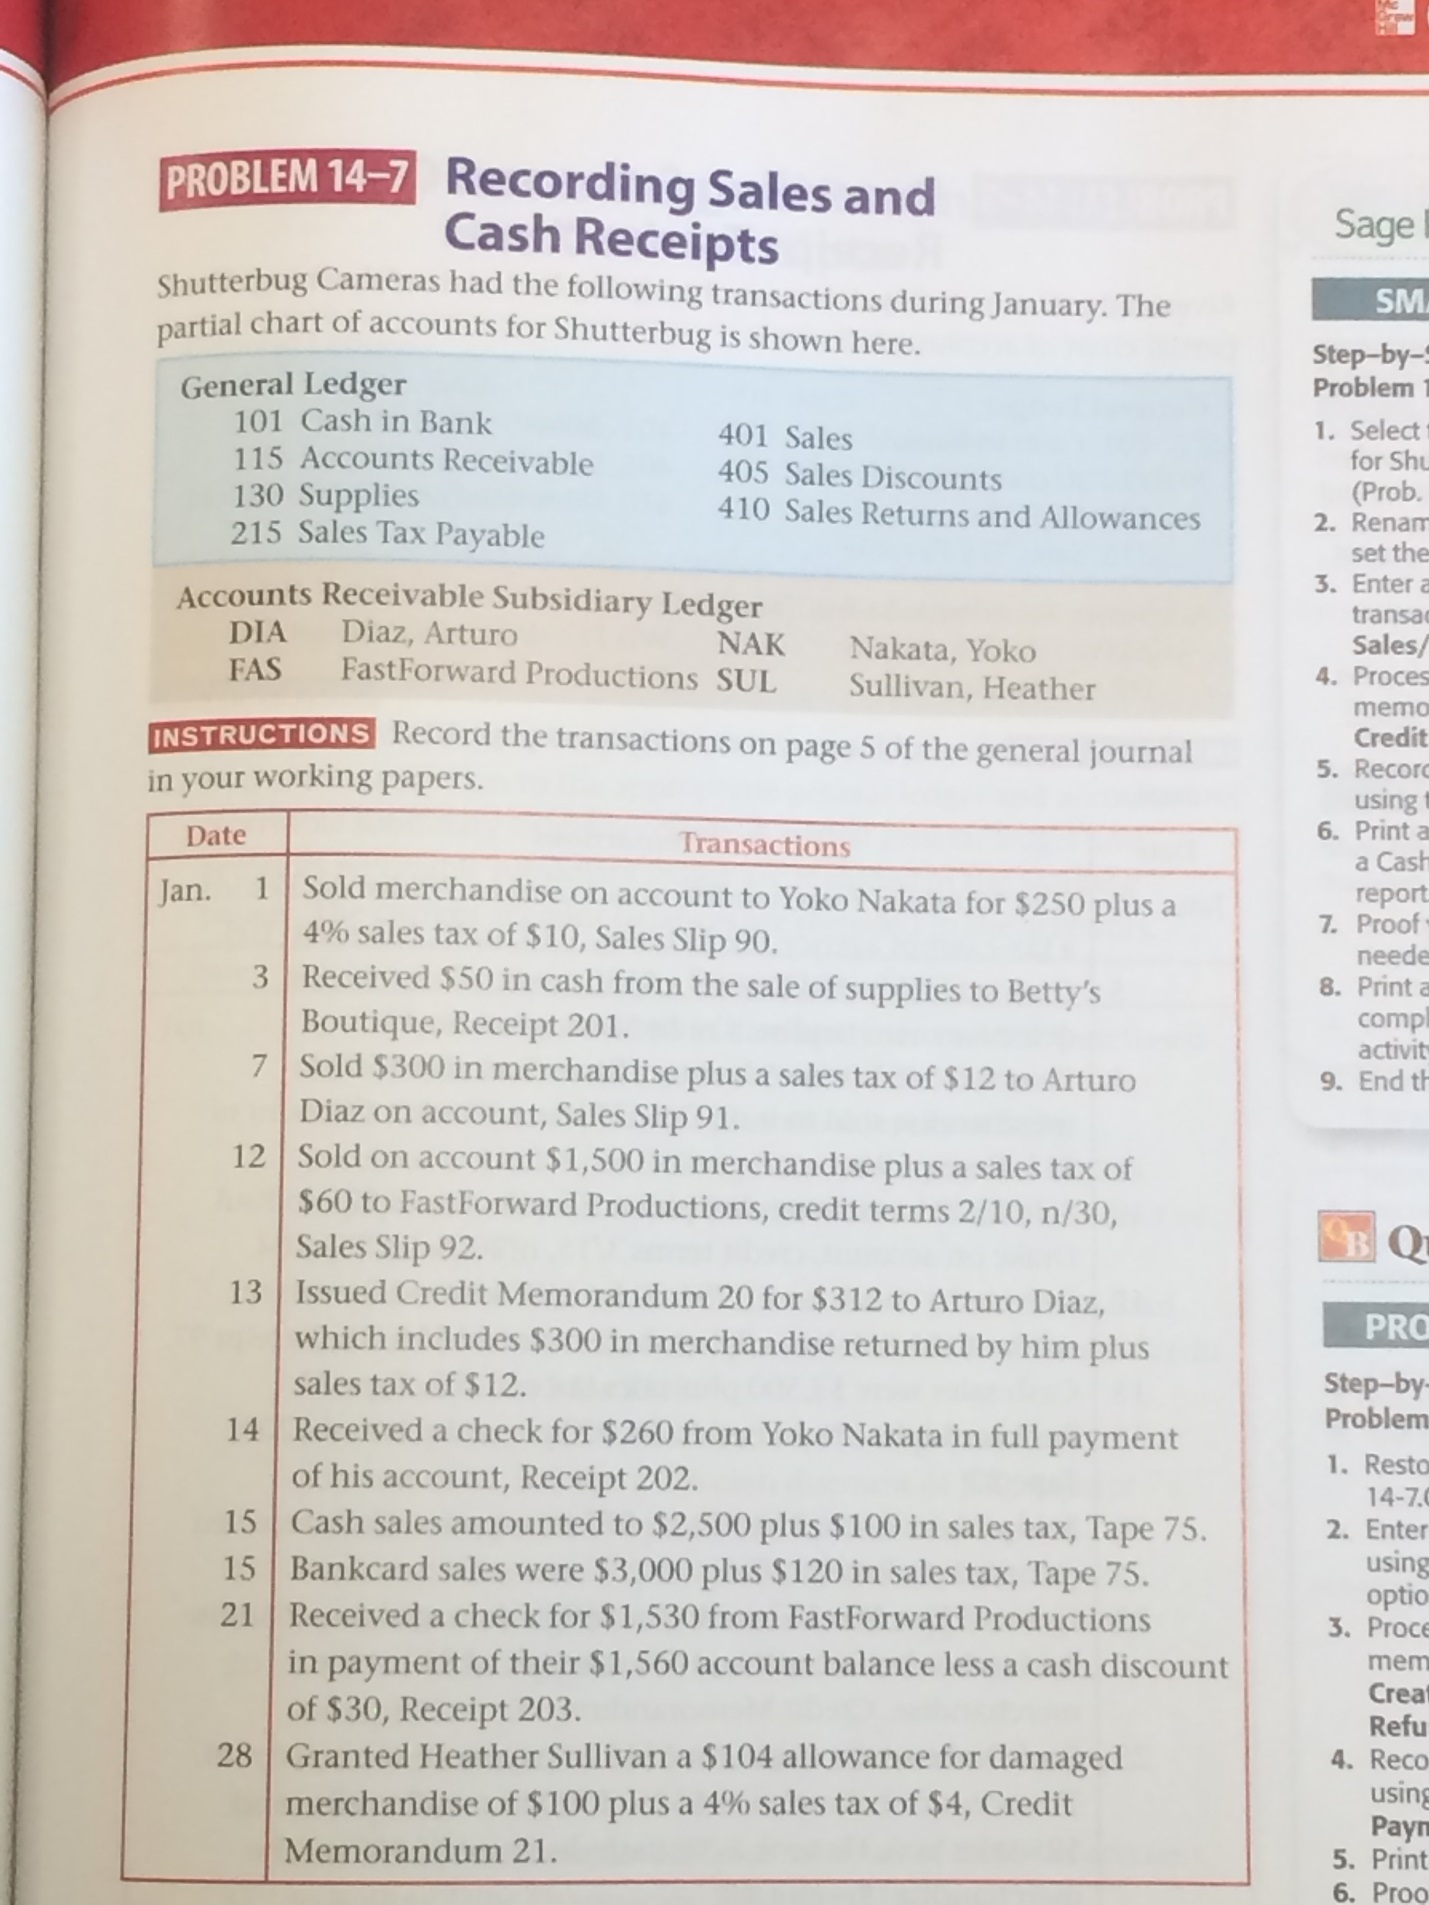 Mc
Graw
Hill
PROBLEM 14–7 Recording Sales and
Cash Receipts
Shutterbug Cameras had the following transactions during January. The
partial chart of accounts for Shutterbug is shown here.
General Ledger
101 Cash in Bank
115 Accounts Receivable
130 Supplies
215 Sales Tax Payable
401 Sales
405 Sales Discounts
410 Sales Returns and Allowances
Accounts Receivable Subsidiary Ledger
DIA Diaz, Arturo NAK Nakata, Yoko
FAS FastForward Productions SUL Sullivan, Heather
INSTRUCTIONS Record the transactions on page 5 of the general journal
in your working papers.
Date Transactions
Jan. 1 Sold merchandise on account to Yoko Nakata for $250 plus a
4% sales tax of $10, Sales Slip 90.
3 Received $50 in cash from the sale of supplies to Betty's
Boutique, Receipt 201.
7 Sold $300 in merchandise plus a sales tax of $12 to Arturo
Diaz on account, Sales Slip 91.
12 Sold on account $1,500 in merchandise plus a sales tax of
$60 to FastForward Productions, credit terms 2/10, n/30,
Sales Slip 92.
13 Issued Credit Memorandum 20 for $312 to Arturo Diaz,
which includes $300 in merchandise returned by him plus
sales tax of $12.
14 Received a check for $260 from Yoko Nakata in full payment
of his account, Receipt 202.
15 Cash sales amounted to $2,500 plus $100 in sales tax, Tape 75.
15 Bankcard sales were $3,000 plus $120 in sales tax, Tape 75.
21 Received a check for $1,530 from FastForward Productions
in payment of their $1,560 account balance less a cash discount
of $30, Receipt 203.
28 Granted Heather Sullivan a $104 allowance for damaged
merchandise of $100 plus a 4% sales tax of $4, Credit
Memorandum 21.
Sage
SMA
Step–by–S
Problem 1
1. Select
for Shu
(Prob.
2. Renam
set the
3. Enter a
transac
Sales/
4. Proces
memo
Credit
5. Record
using t
6. Print a
a Cash
report
7. Proof
neede
8. Print a
compl
activit
9. End th
QB Qu
PRO
Step–by-
Problem
1. Resto
14-7.
2. Enter
using
optio
3. Proce
mem
Creat
Refu
4. Reco
using
Paym
5. Print
6. Proo